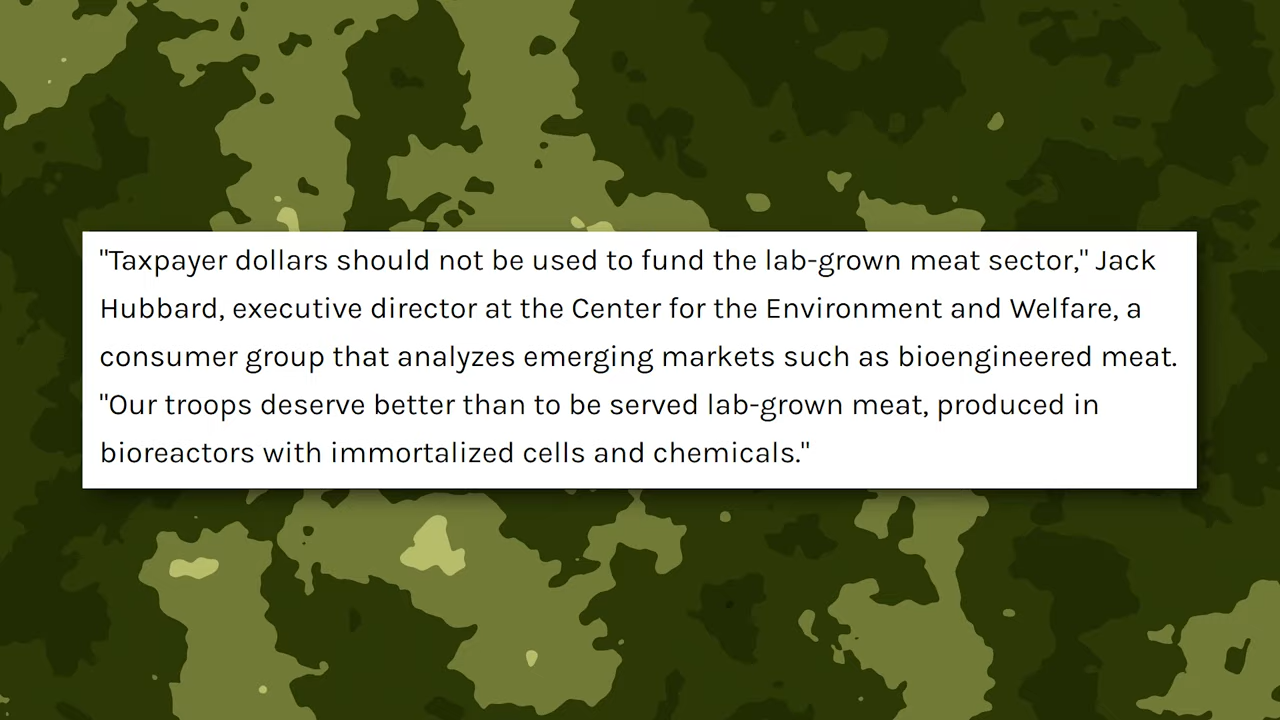 "Taxpayer dollars should not be used to fund the lab-grown meat sector," Jack
Hubbard, executive director at the Center for the Environment and Welfare, a
consumer group that analyzes emerging markets such as bioengineered meat.
"Our troops deserve better than to be served lab-grown meat, produced in
bioreactors with immortalized cells and chemicals."